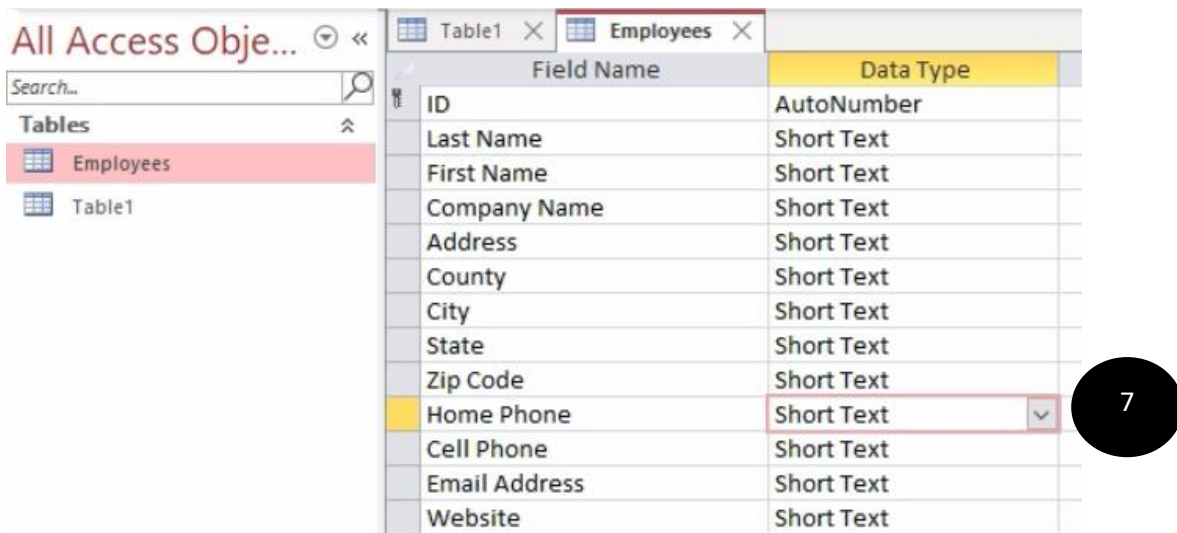 All Access Obje...
Search...
Tables
Employees
Table1
Table1 Employees
Field Name Data Type
ID AutoNumber
Last Name Short Text
First Name Short Text
Company Name Short Text
Address Short Text
County Short Text
City Short Text
State Short Text
Zip Code Short Text
Home Phone Short Text
Cell Phone Short Text
Email Address Short Text
Website Short Text
7